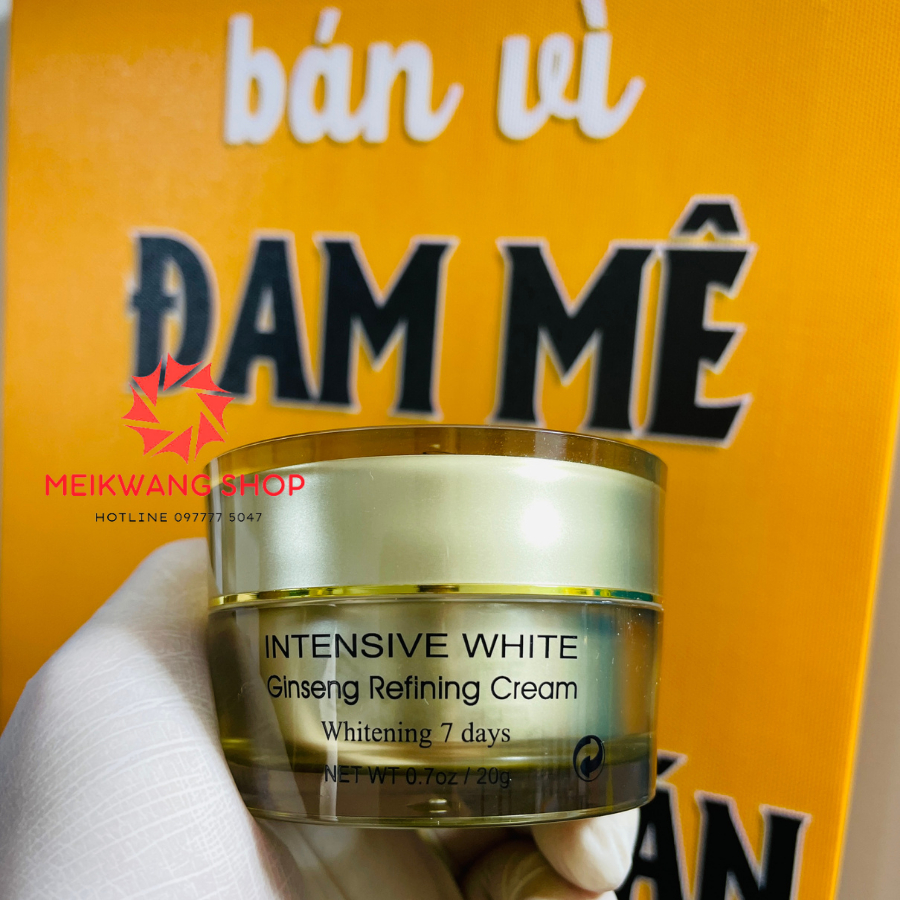 bán vì
ĐAM MÊ
MEIKWANG SHOP
HOTLINE 097777 5047
INTENSIVE WHITE
Ginseng Refining Cream
Whitening 7 days
NET WT 0.7oz / 20g